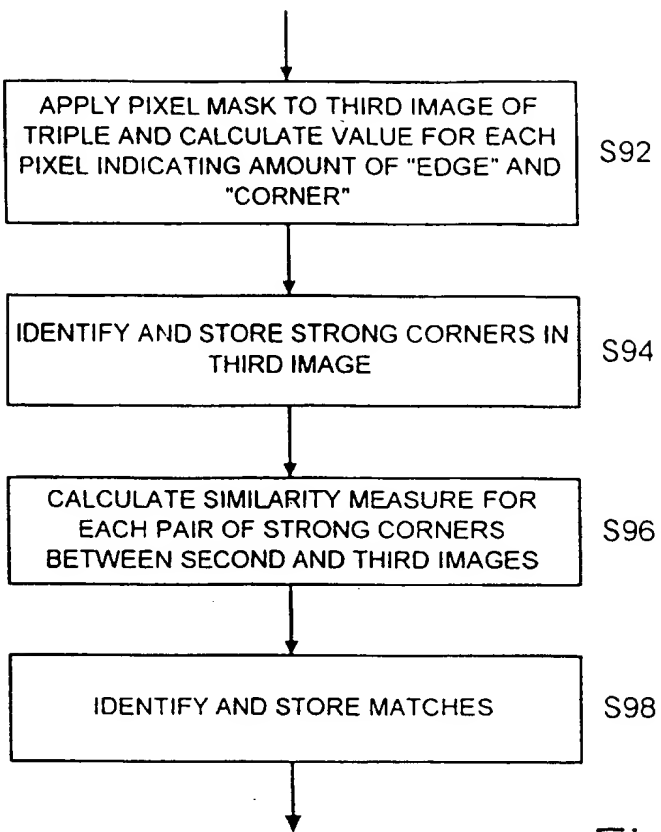 APPLY PIXEL MASK TO THIRD IMAGE OF
TRIPLE AND CALCULATE VALUE FOR EACH
PIXEL INDICATING AMOUNT OF "EDGE" AND
"CORNER"
S92
IDENTIFY AND STORE STRONG CORNERS IN
THIRD IMAGE
S94
CALCULATE SIMILARITY MEASURE FOR
EACH PAIR OF STRONG CORNERS
BETWEEN SECOND AND THIRD IMAGES
S96
IDENTIFY AND STORE MATCHES
S98